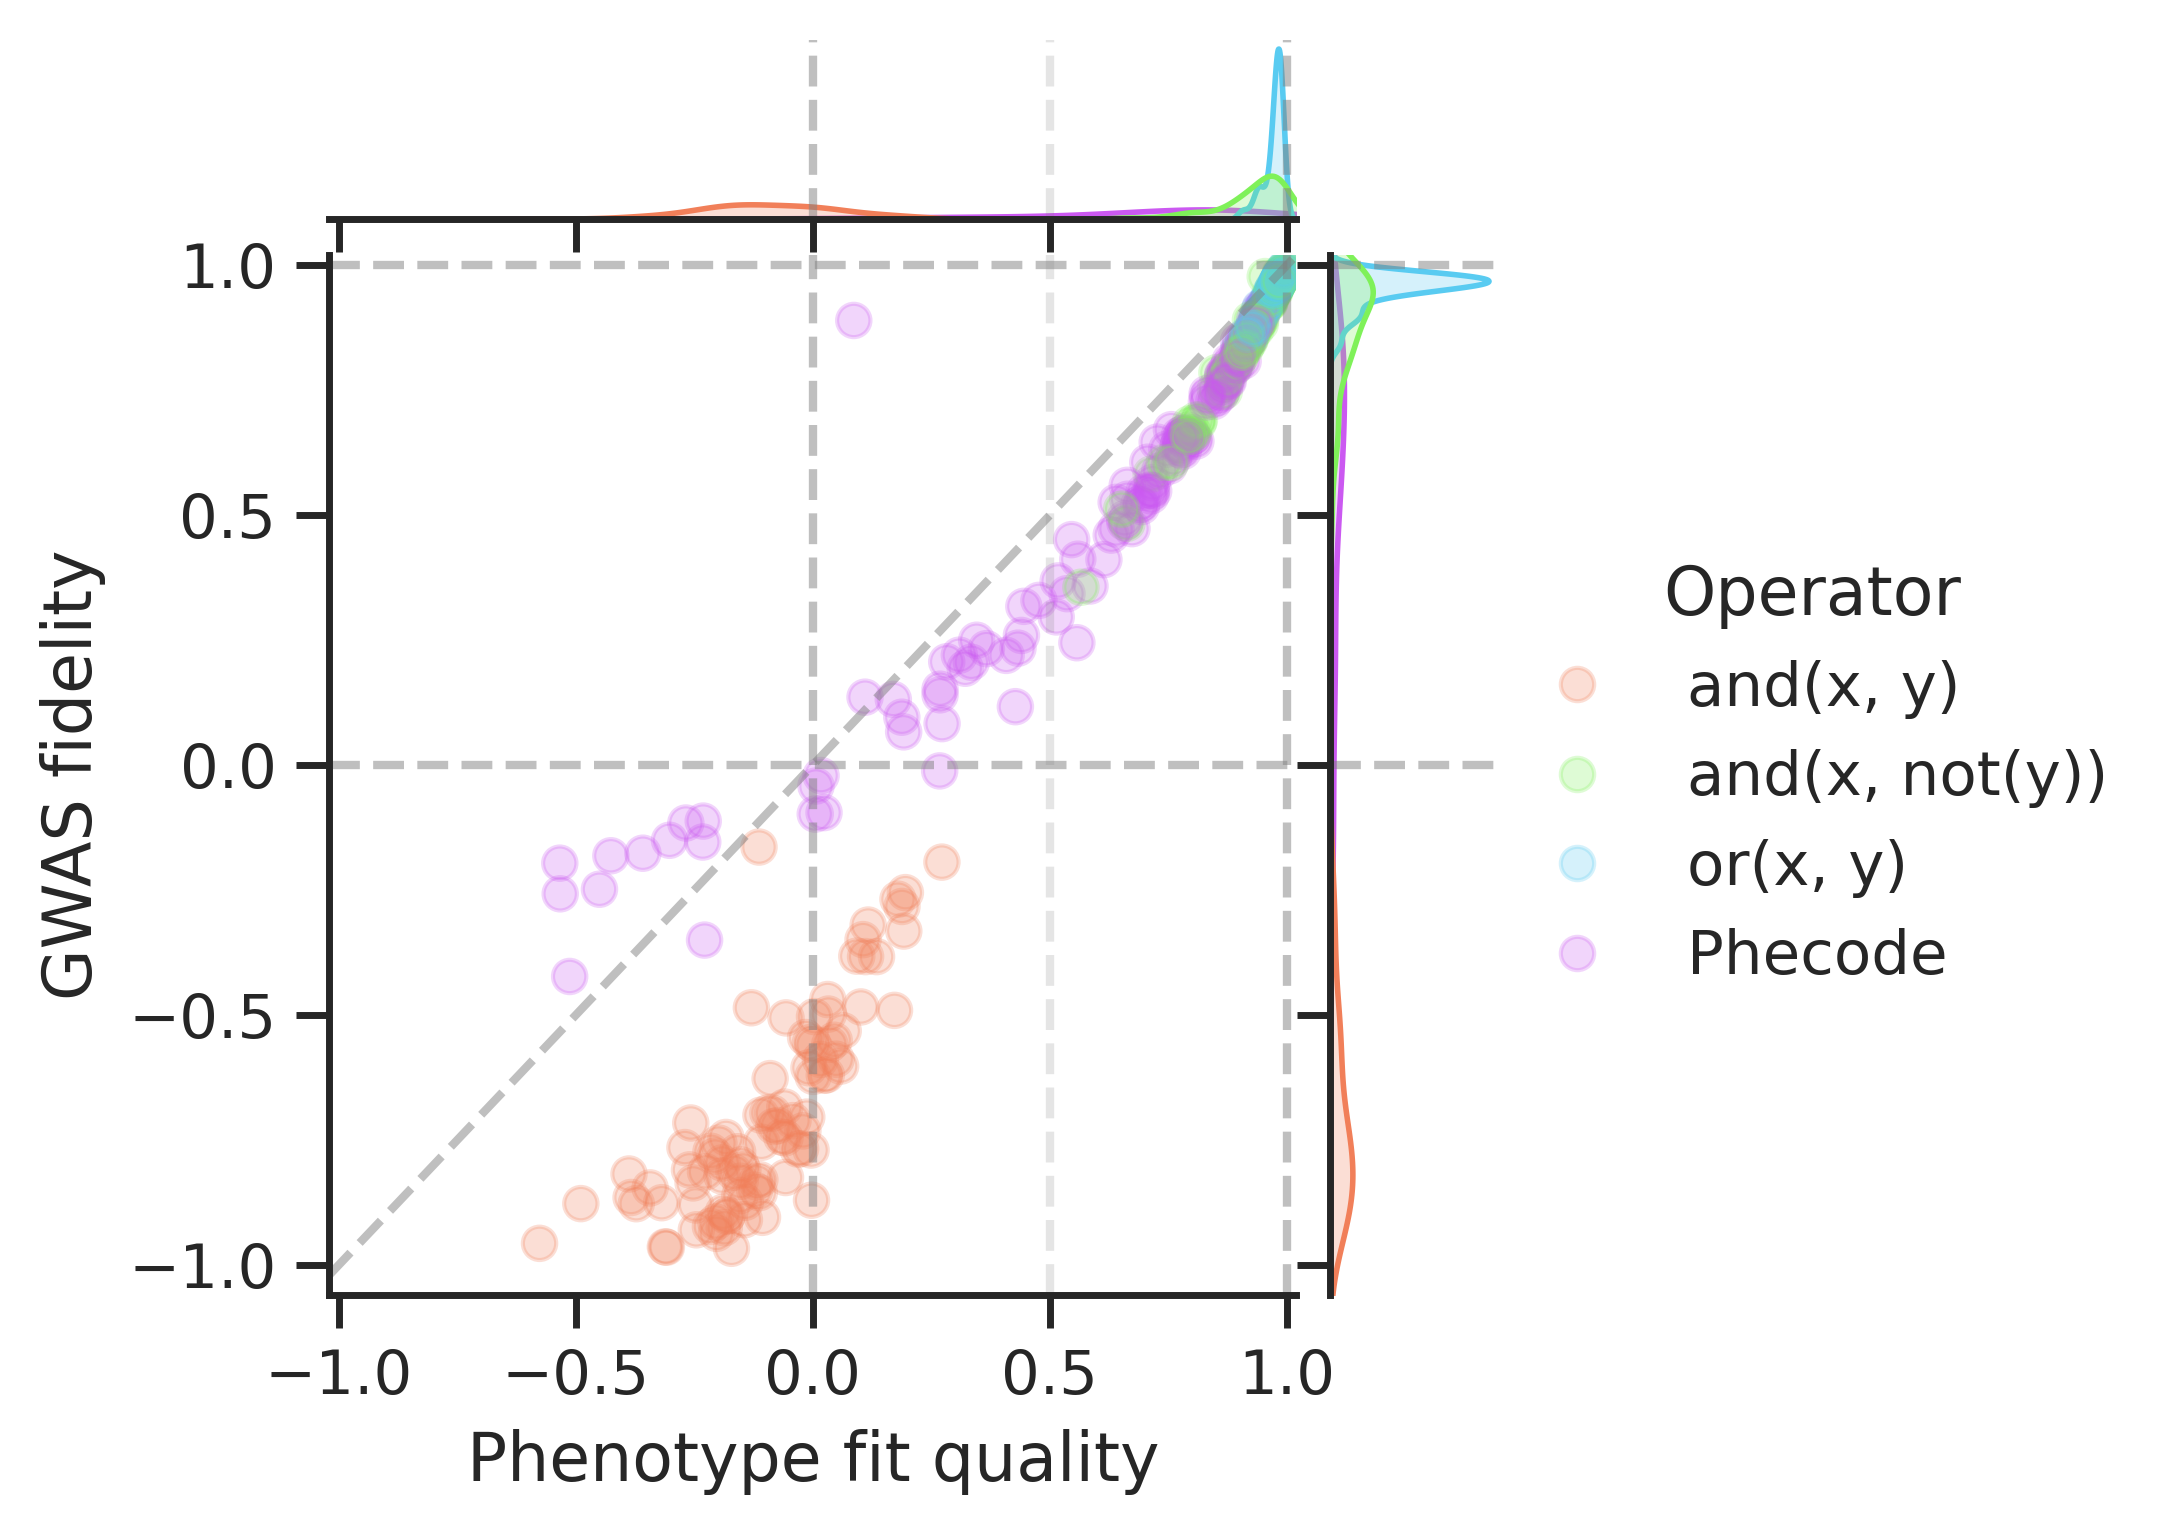 1.0
0.5
0.0
−0.5
−1.0
GWAS fidelity
−1.0 −0.5 0.0 0.5 1.0
Phenotype fit quality
Operator
and(x, y)
and(x, not(y))
or(x, y)
Phecode